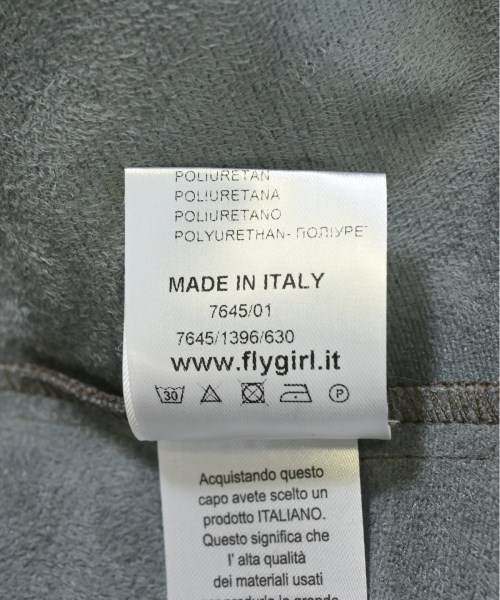 POLIURETAN
POLIURETANA
POLIURETANO
POLYURETHAN- ПОЛІУРЕТ
MADE IN ITALY
7645/01
7645/1396/630
www.flygirl.it
30 P
Acquistando questo
capo avete scelto un
prodotto ITALIANO.
Questo significa che
l' alta qualità
dei materiali usati